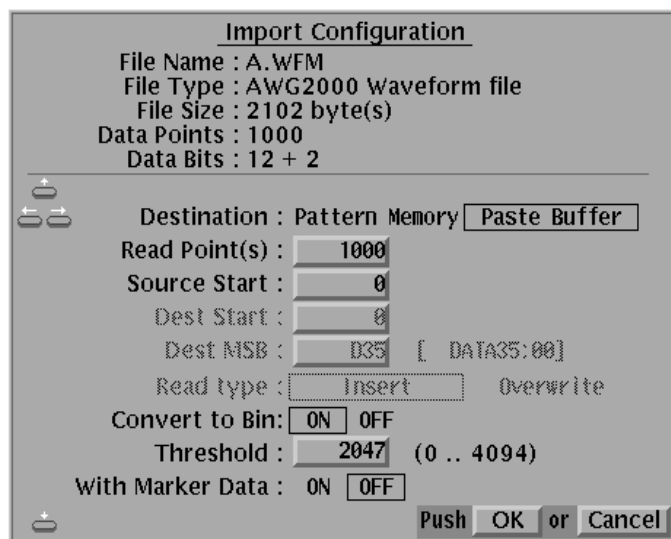 Import Configuration
File Name : A.WFM
File Type : AWG2000 Waveform file
File Size : 2102 byte(s)
Data Points : 1000
Data Bits : 12 + 2
Destination : Pattern Memory Paste Buffer
Read Point(s) : 1000
Source Start : 0
Dest Start : 0
Dest MSB : D35 [ DATA35:00]
Read type : Insert Overwrite
Convert to Bin: ON OFF
Threshold : 2047 (0 .. 4094)
With Marker Data : ON OFF
Push OK or Cancel